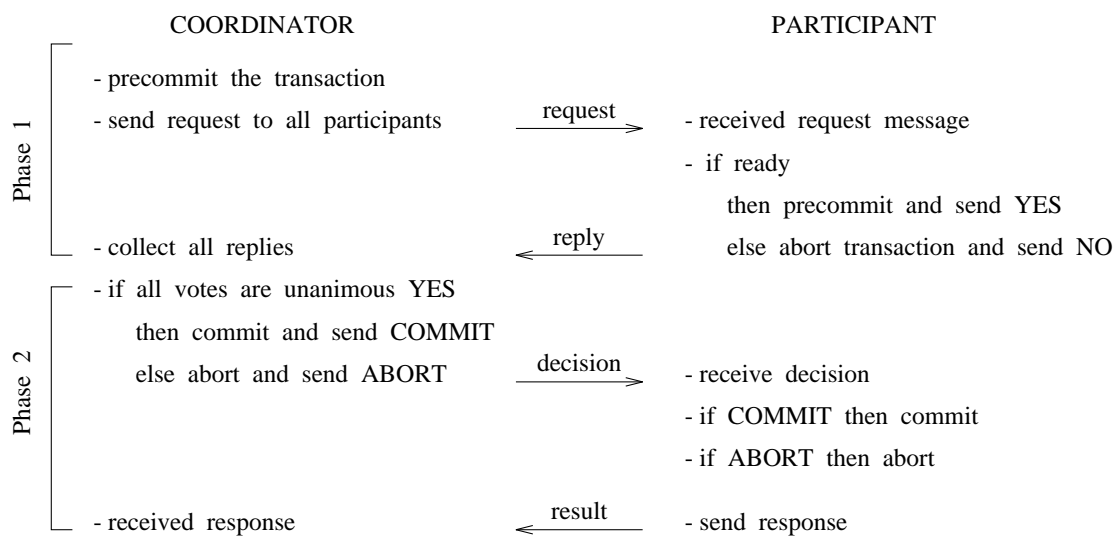 COORDINATOR PARTICIPANT
Phase 1
- precommit the transaction
- send request to all participants request - received request message
- if ready
then precommit and send YES
- collect all replies reply else abort transaction and send NO
Phase 2
- if all votes are unanimous YES
then commit and send COMMIT
else abort and send ABORT decision - receive decision
- if COMMIT then commit
- if ABORT then abort
- received response result - send response